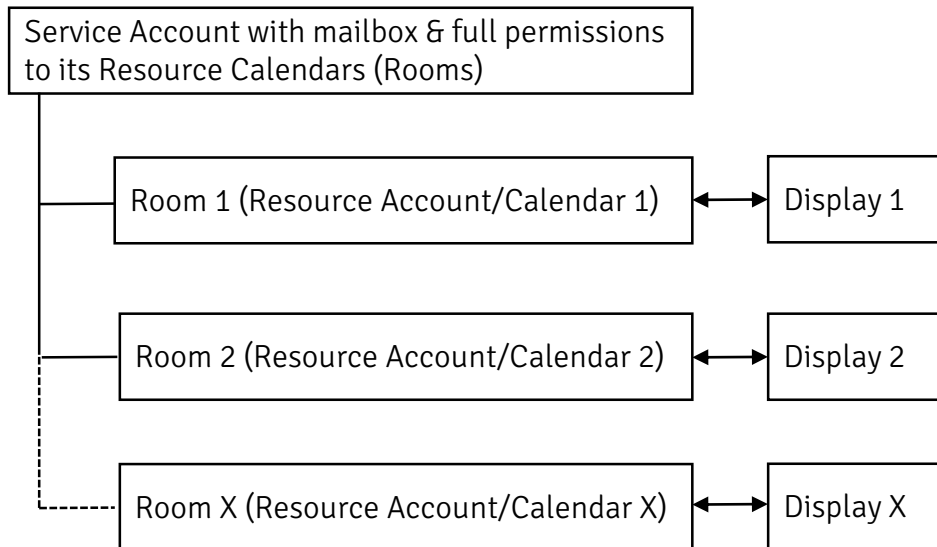 Service Account with mailbox & full permissions
to its Resource Calendars (Rooms)
Room 1 (Resource Account/Calendar 1)
Display 1
Room 2 (Resource Account/Calendar 2)
Display 2
Room X (Resource Account/Calendar X)
Display X